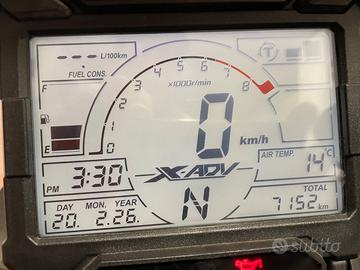 --- L/100km
FUEL CONS.
F
E
0 1 2 3 4 5 6 7 8
×1000r/min
T
0 km/h
AIR TEMP. 14°C
PM 3:30
X-ADV
DAY MON. YEAR
20. 2.26.
N
TOTAL
7152 km
subito